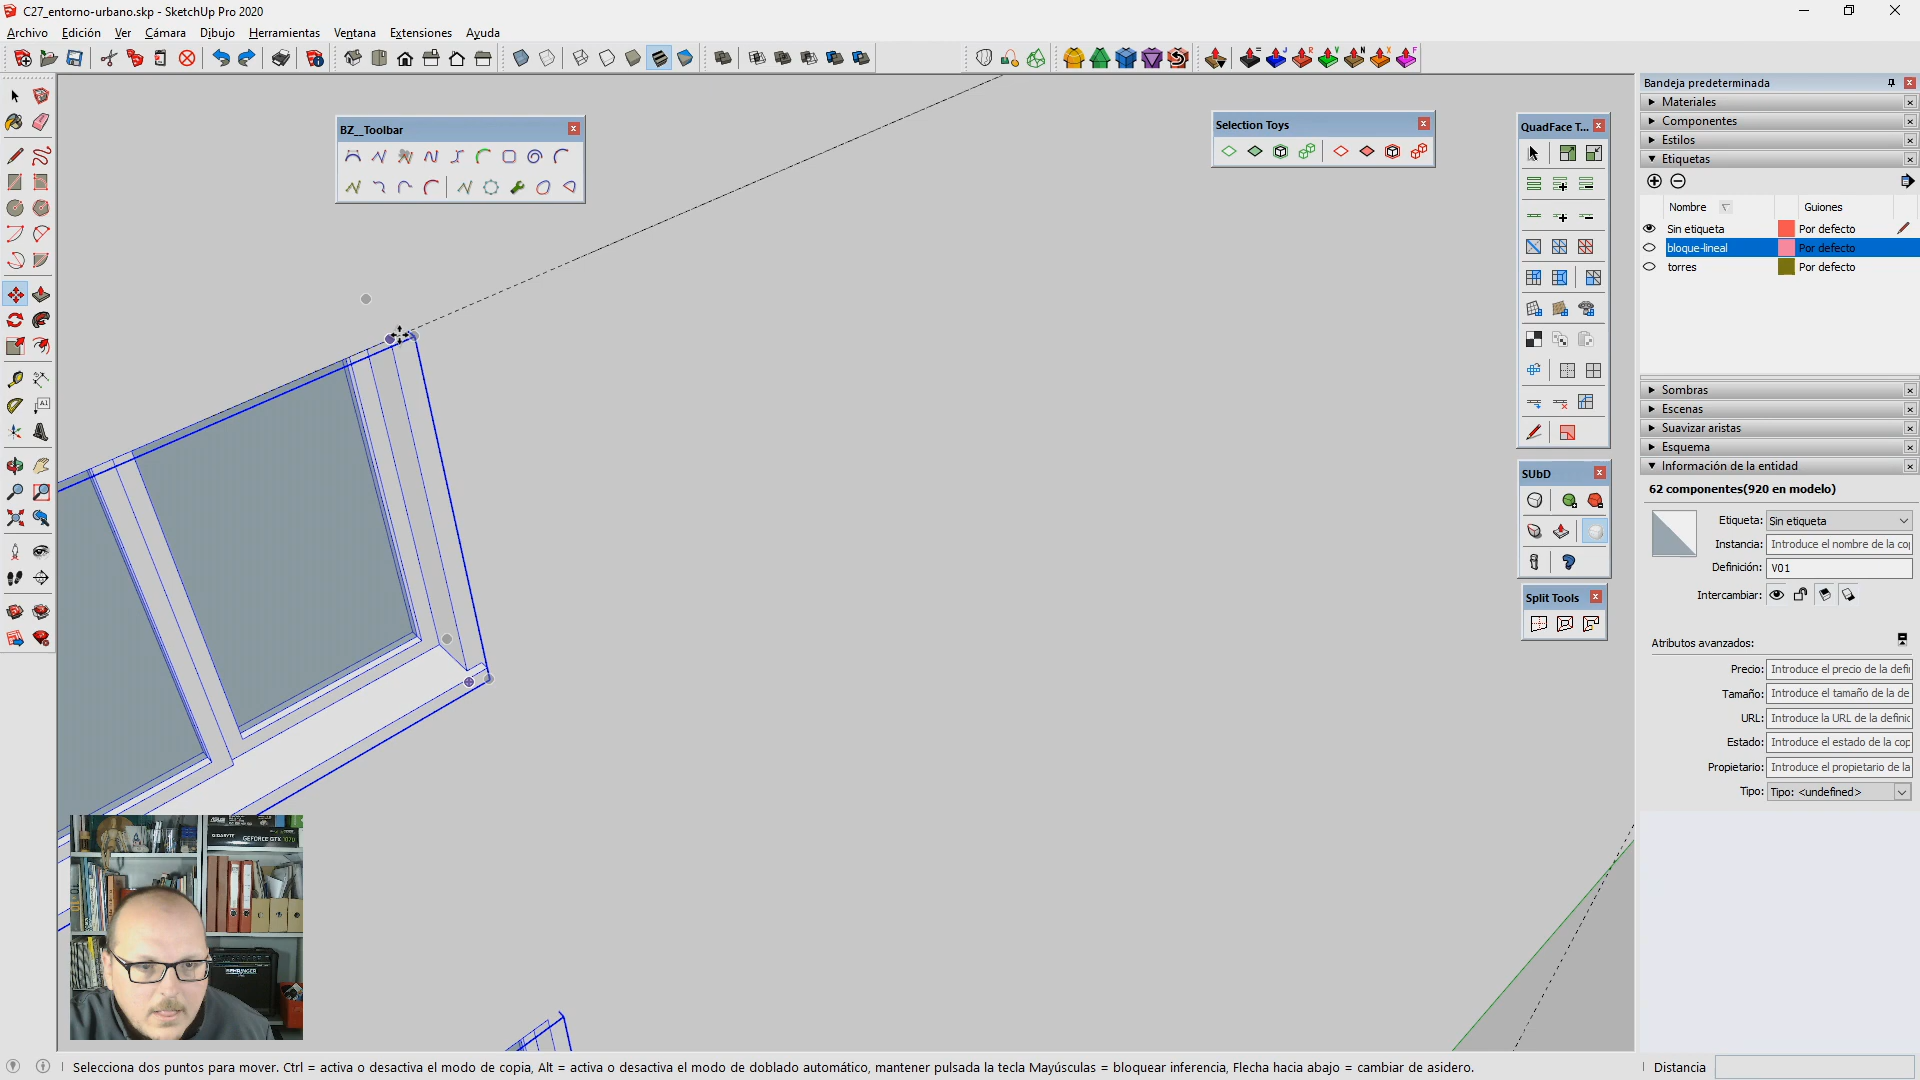 C27_entorno-urbano.skp - SketchUp Pro 2020
Archivo Edición Ver Cámara Dibujo Herramientas Ventana Extensiones Ayuda
BZ__Toolbar
Selection Toys
QuadFace T...
SUbD
Split Tools
Bandeja predeterminada
Materiales
Componentes
Estilos
Etiquetas
Nombre Guiones
Sin etiqueta Por defecto
bloque-lineal Por defecto
torres Por defecto
Sombras
Escenas
Suavizar aristas
Esquema
Información de la entidad
62 componentes(920 en modelo)
Etiqueta: Sin etiqueta
Instancia: Introduce el nombre de la co
Definición: V01
Intercambiar:
Atributos avanzados:
Precio: Introduce el precio de la defi
Tamaño: Introduce el tamaño de la de
URL: Introduce la URL de la definic
Estado: Introduce el estado de la cop
Propietario: Introduce el propietario de la
Tipo: Tipo: <undefined>
GEFORCE GTX 1070
Selecciona dos puntos para mover. Ctrl = activa o desactiva el modo de copia, Alt = activa o desactiva el modo de doblado automático, mantener pulsada la tecla Mayúsculas = bloquear inferencia, Flecha hacia abajo = cambiar de asidero.
Distancia